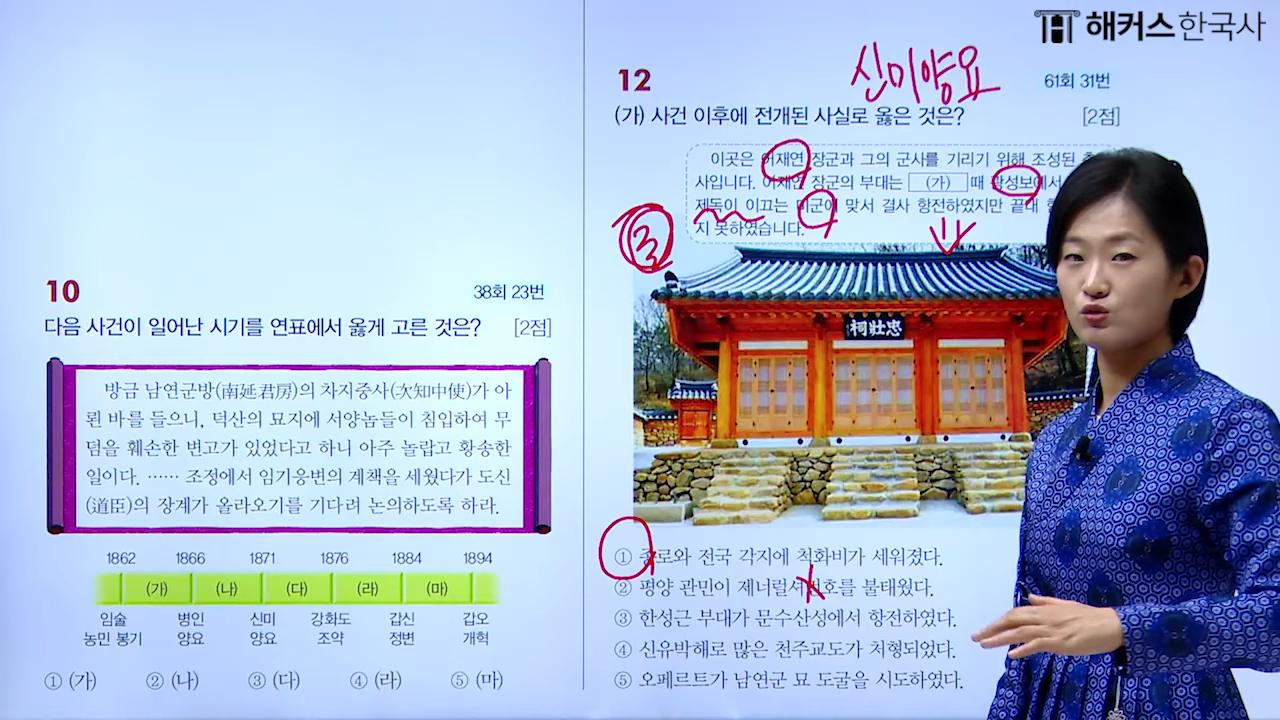 해커스한국사
10
38회 23번
다음 사건이 일어난 시기를 연표에서 옳게 고른 것은? [2점]
방금 남연군방(南延君房)의 차지중사(次知中使)가 아
뢴 바를 들으니, 덕산의 묘지에 서양놈들이 침입하여 무
덤을 훼손한 변고가 있었다고 하니 아주 놀랍고 황송한
일이다. …… 조정에서 임기응변의 계책을 세웠다가 도신
(道臣)의 장계가 올라오기를 기다려 논의하도록 하라.
1862 1866 1871 1876 1884 1894
(가) (나) (다) (라) (마)
임술 병인 신미 강화도 갑신 갑오
농민 봉기 양요 양요 조약 정변 개혁
① (가) ② (나) ③ (다) ④ (라) ⑤ (마)
신미양요
12
61회 31번
(가) 사건 이후에 전개된 사실로 옳은 것은? [2점]
이곳은 어재연 장군과 그의 군사를 기리기 위해 조성된
사입니다. 어재연 장군의 부대는 (가) 때 광성보에서
제독이 이끄는 미군에 맞서 결사 항전하였지만 끝내
지 못하였습니다.
忠壯祠
① 종로와 전국 각지에 척화비가 세워졌다.
② 평양 관민이 제너럴셔먼호를 불태웠다.
③ 한성근 부대가 문수산성에서 항전하였다.
④ 신유박해로 많은 천주교도가 처형되었다.
⑤ 오페르트가 남연군 묘 도굴을 시도하였다.